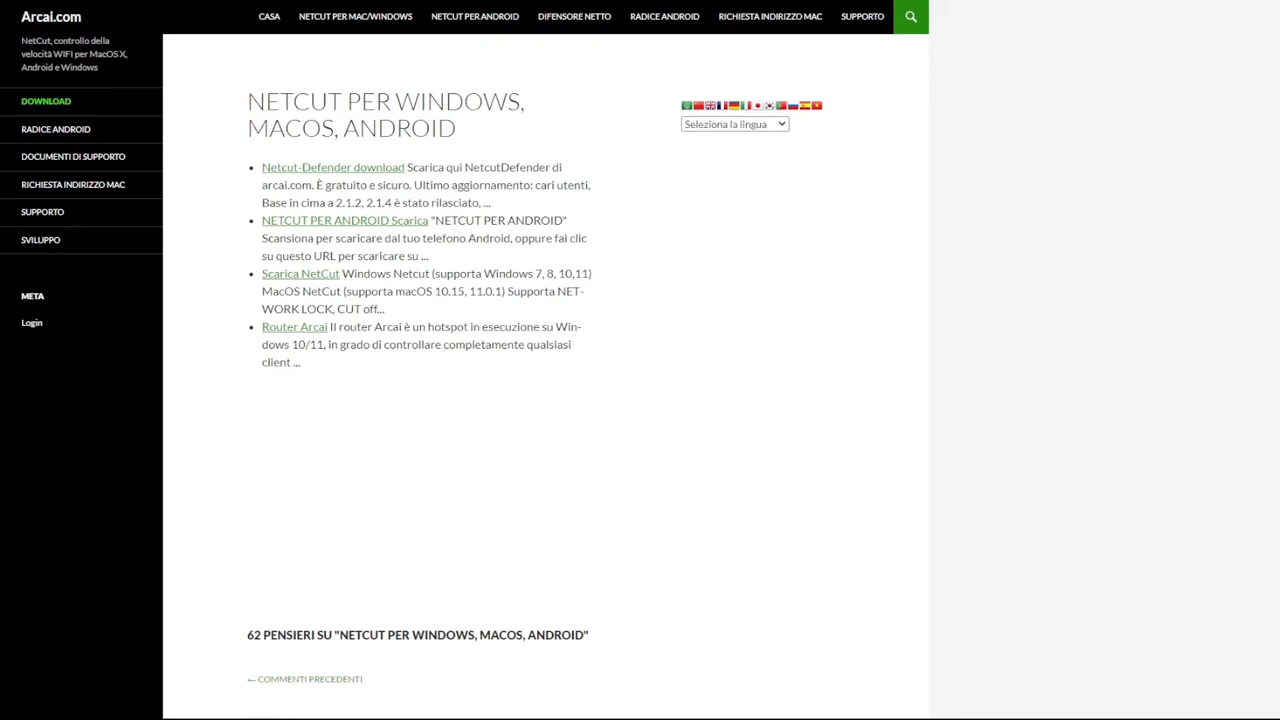 Arcai.com
CASA
NETCUT PER MAC/WINDOWS
NETCUT PER ANDROID
DIFENSORE NETTO
RADICE ANDROID
RICHIESTA INDIRIZZO MAC
SUPPORTO
NetCut, controllo della
velocità WIFI per MacOS X,
Android e Windows
DOWNLOAD
RADICE ANDROID
DOCUMENTI DI SUPPORTO
RICHIESTA INDIRIZZO MAC
SUPPORTO
SVILUPPO
META
Login
NETCUT PER WINDOWS,
MACOS, ANDROID
Netcut-Defender download Scarica qui NetcutDefender di
arcai.com. È gratuito e sicuro. Ultimo aggiornamento: cari utenti,
Base in cima a 2.1.2, 2.1.4 è stato rilasciato, ...
NETCUT PER ANDROID Scarica "NETCUT PER ANDROID"
Scansiona per scaricare dal tuo telefono Android, oppure fai clic
su questo URL per scaricare su ...
Scarica NetCut Windows Netcut (supporta Windows 7, 8, 10,11)
MacOS NetCut (supporta macOS 10.15, 11.0.1) Supporta NET-
WORK LOCK, CUT off...
Router Arcai Il router Arcai è un hotspot in esecuzione su Win-
dows 10/11, in grado di controllare completamente qualsiasi
client ...
Seleziona la lingua
62 PENSIERI SU "NETCUT PER WINDOWS, MACOS, ANDROID"
← COMMENTI PRECEDENTI